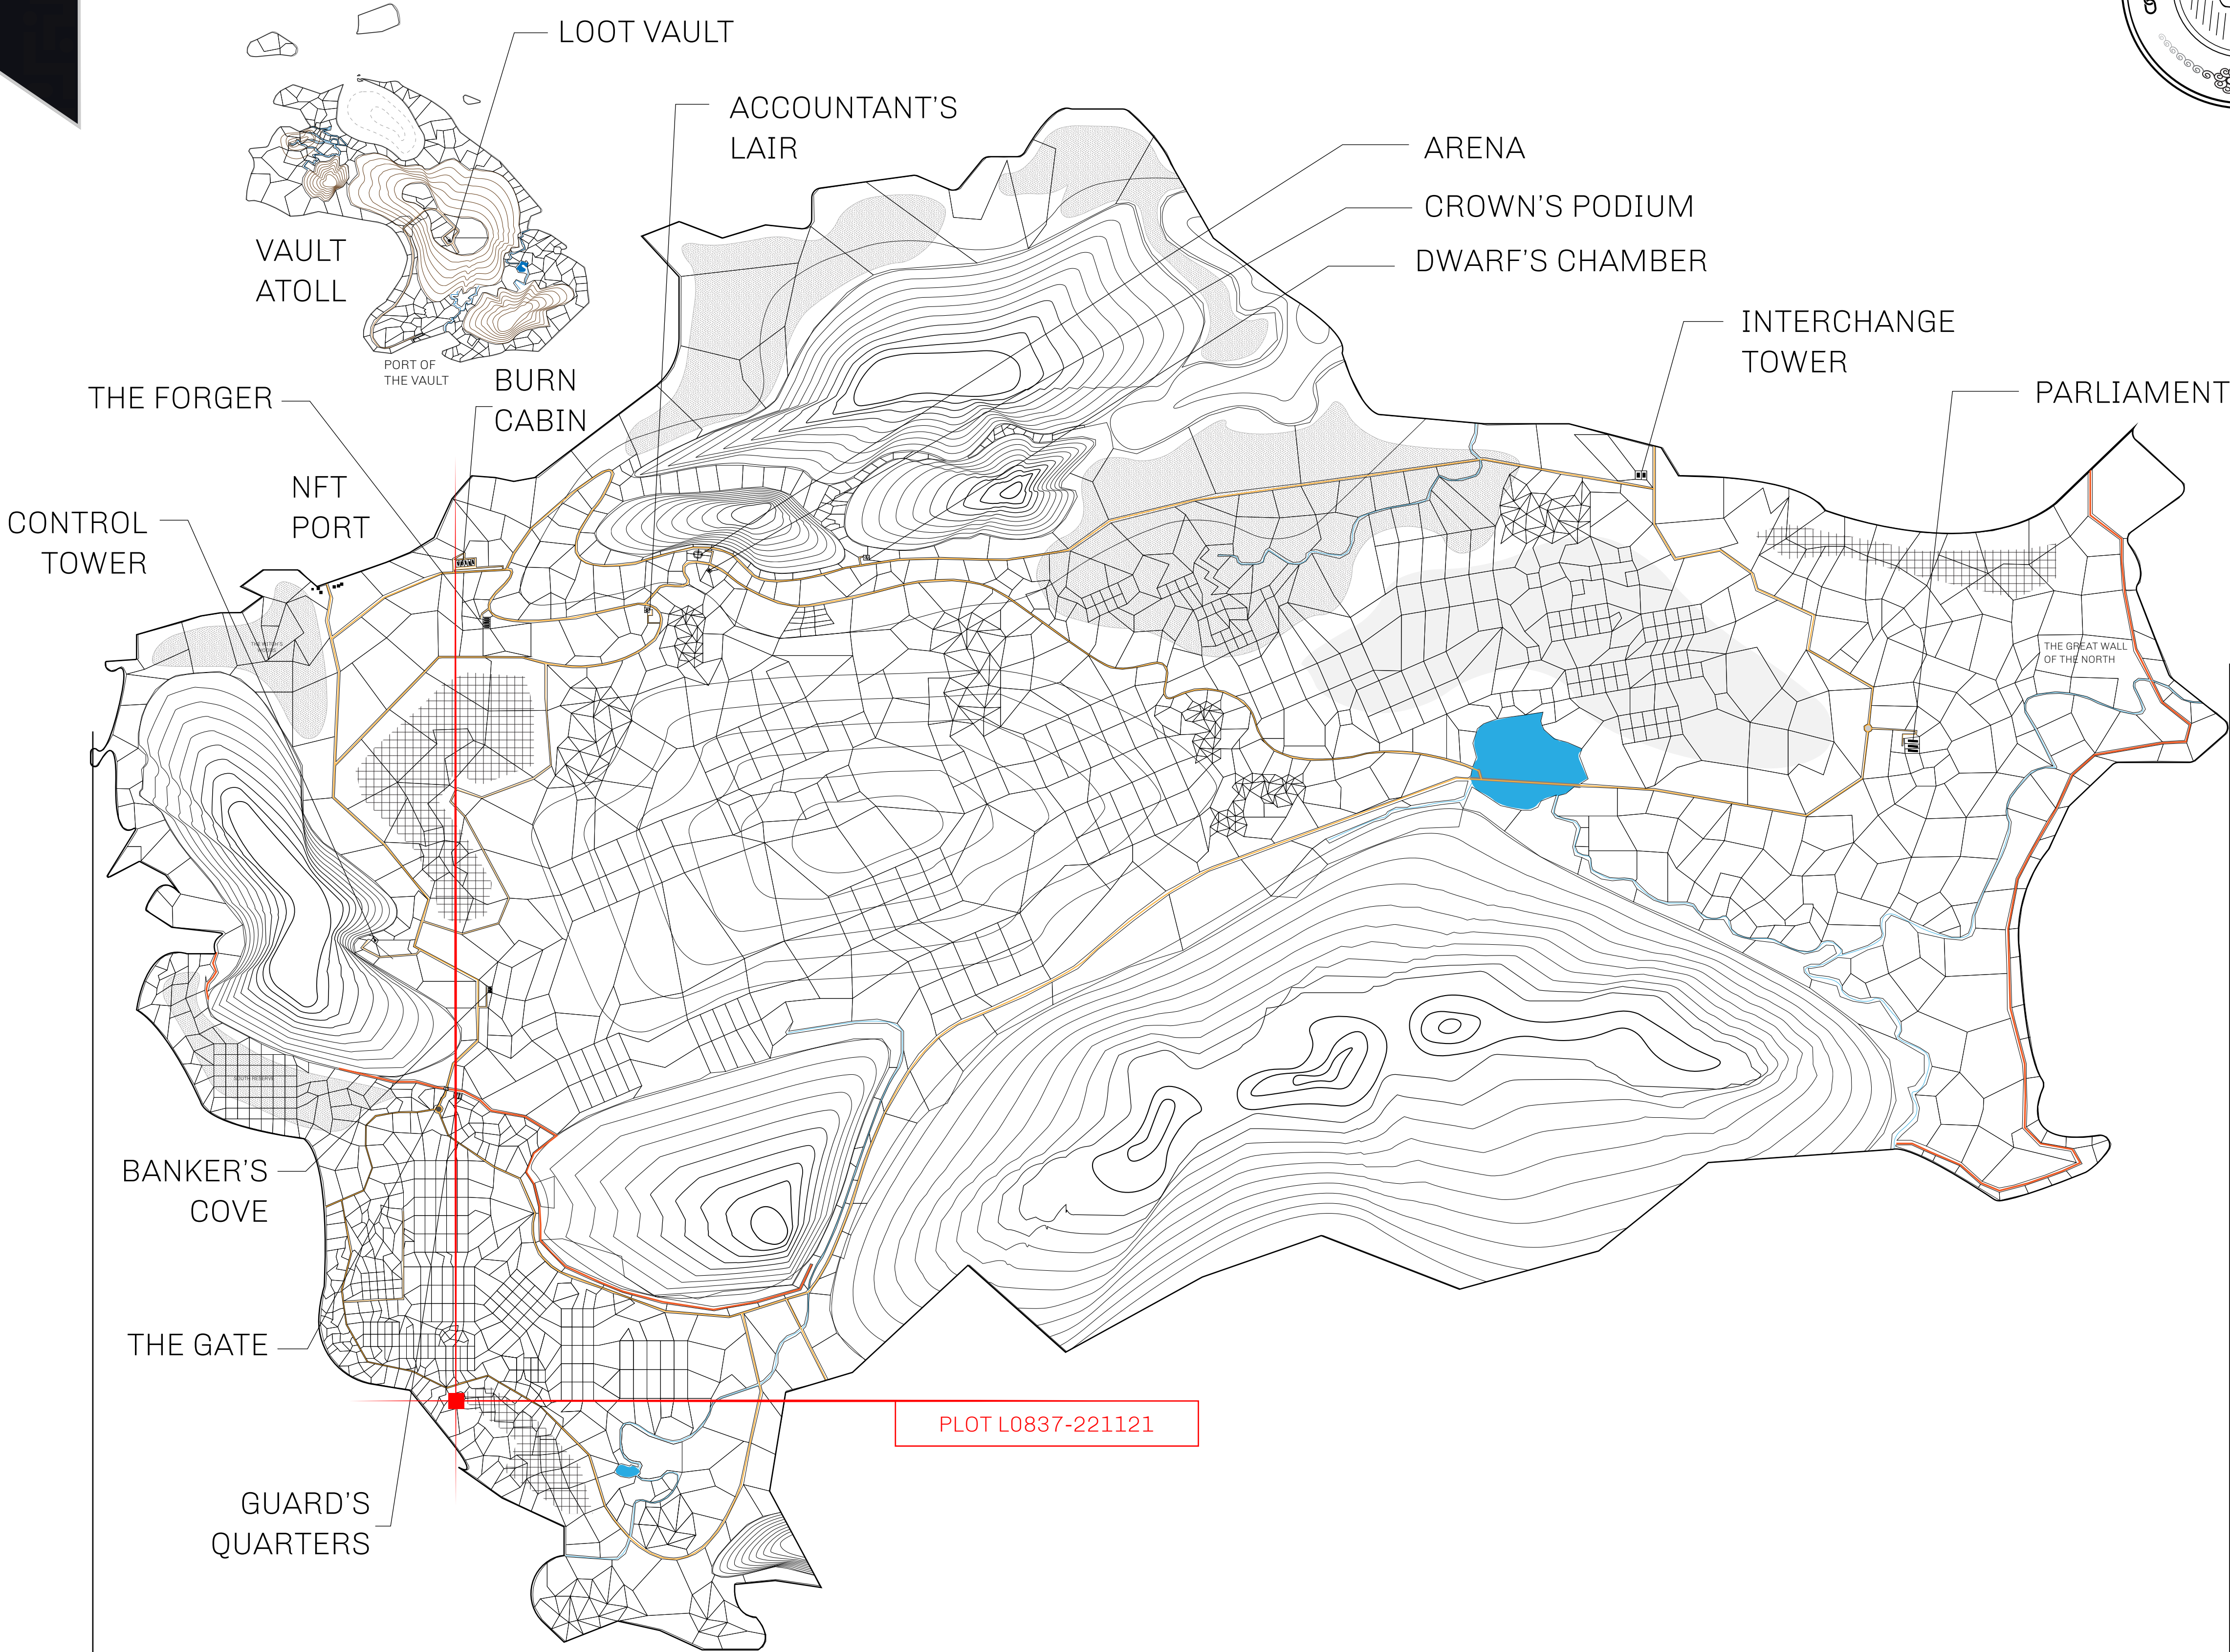 LOOT VAULT
ACCOUNTANT'S
LAIR
ARENA
CROWN'S PODIUM
DWARF'S CHAMBER
VAULT
ATOLL
INTERCHANGE
TOWER
PORT OF
THE VAULT
BURN
CABIN
THE FORGER
PARLIAMENT
NFT
PORT
CONTROL
TOWER
THE GREAT WALL
OF THE NORTH
SOUTH RESERVE
BANKER'S
COVE
THE GATE
PLOT L0837-221121
GUARD'S
QUARTERS